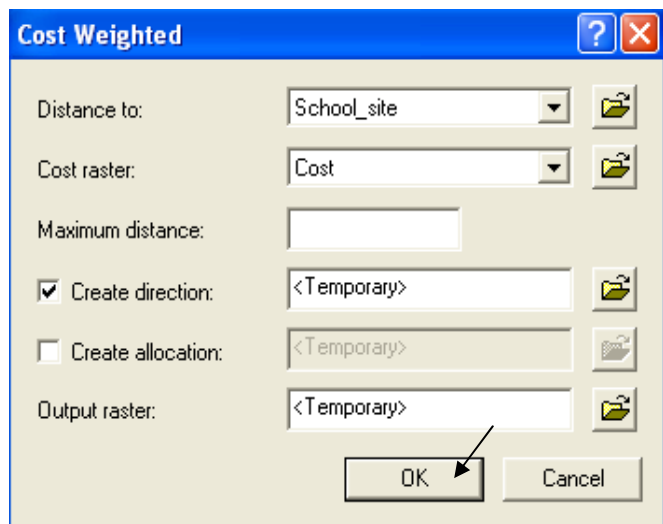 Cost Weighted
Distance to: School_site
Cost raster: Cost
Maximum distance:
Create direction: <Temporary>
Create allocation: <Temporary>
Output raster: <Temporary>
OK Cancel